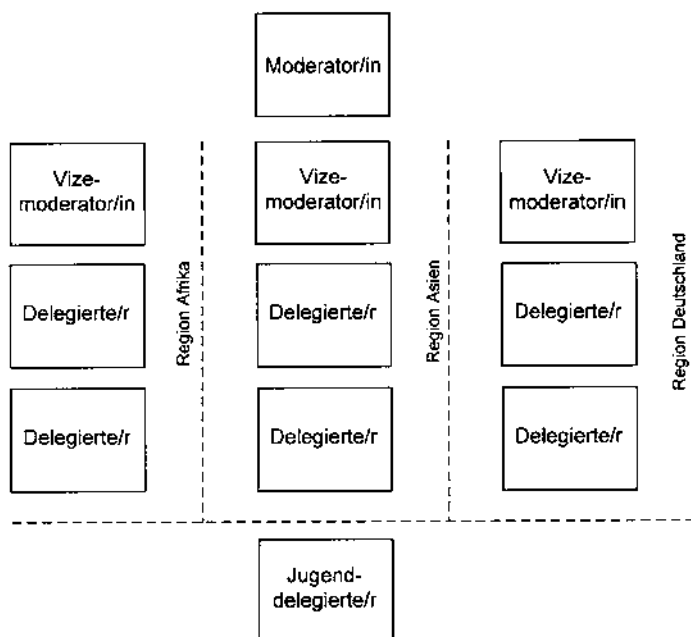 Moderator/in
Vize-
moderator/in
Vize-
moderator/in
Vize-
moderator/in
Delegierte/r
Delegierte/r
Delegierte/r
Region Afrika
Region Asien
Region Deutschland
Delegierte/r
Delegierte/r
Delegierte/r
Jugend-
delegierte/r